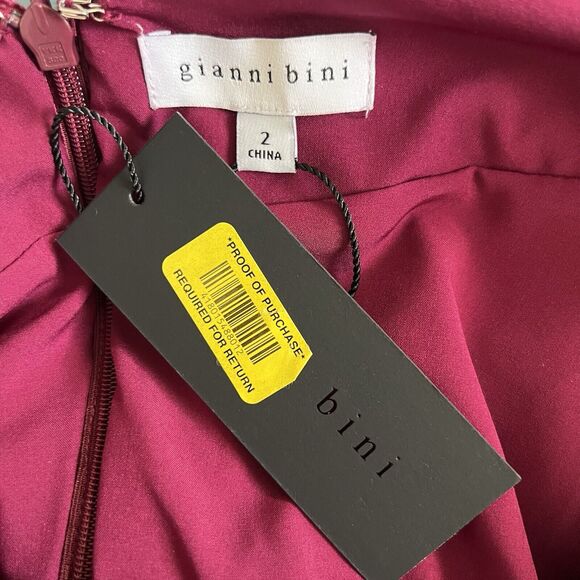 gianni bini
2
CHINA
*PROOF OF PURCHASE*
REQUIRED FOR RETURN
bini